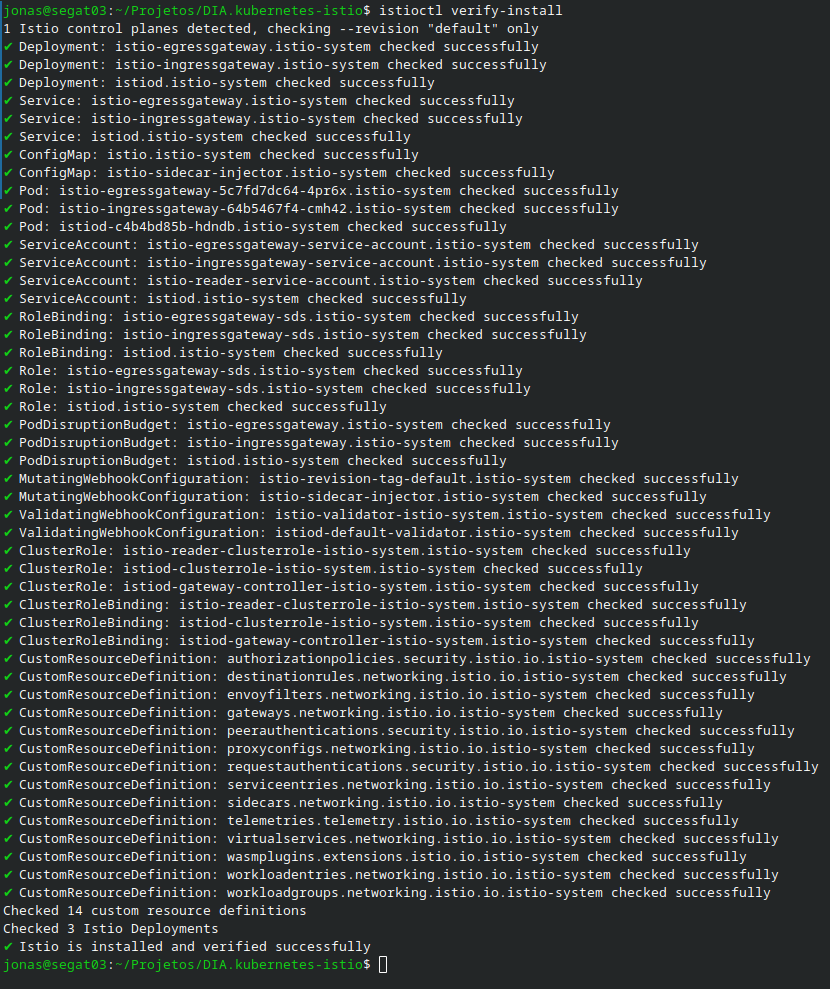 jonas@segat03:~/Projetos/DIA.kubernetes-istio$ istioctl verify-install
1 Istio control planes detected, checking --revision "default" only
✔ Deployment: istio-egressgateway.istio-system checked successfully
✔ Deployment: istio-ingressgateway.istio-system checked successfully
✔ Deployment: istiod.istio-system checked successfully
✔ Service: istio-egressgateway.istio-system checked successfully
✔ Service: istio-ingressgateway.istio-system checked successfully
✔ Service: istiod.istio-system checked successfully
✔ ConfigMap: istio.istio-system checked successfully
✔ ConfigMap: istio-sidecar-injector.istio-system checked successfully
✔ Pod: istio-egressgateway-5c7fd7dc64-4pr6x.istio-system checked successfully
✔ Pod: istio-ingressgateway-64b5467f4-cmh42.istio-system checked successfully
✔ Pod: istiod-c4b4bd85b-hdndb.istio-system checked successfully
✔ ServiceAccount: istio-egressgateway-service-account.istio-system checked successfully
✔ ServiceAccount: istio-ingressgateway-service-account.istio-system checked successfully
✔ ServiceAccount: istio-reader-service-account.istio-system checked successfully
✔ ServiceAccount: istiod.istio-system checked successfully
✔ RoleBinding: istio-egressgateway-sds.istio-system checked successfully
✔ RoleBinding: istio-ingressgateway-sds.istio-system checked successfully
✔ RoleBinding: istiod.istio-system checked successfully
✔ Role: istio-egressgateway-sds.istio-system checked successfully
✔ Role: istio-ingressgateway-sds.istio-system checked successfully
✔ Role: istiod.istio-system checked successfully
✔ PodDisruptionBudget: istio-egressgateway.istio-system checked successfully
✔ PodDisruptionBudget: istio-ingressgateway.istio-system checked successfully
✔ PodDisruptionBudget: istiod.istio-system checked successfully
✔ MutatingWebhookConfiguration: istio-revision-tag-default.istio-system checked successfully
✔ MutatingWebhookConfiguration: istio-sidecar-injector.istio-system checked successfully
✔ ValidatingWebhookConfiguration: istio-validator-istio-system.istio-system checked successfully
✔ ValidatingWebhookConfiguration: istiod-default-validator.istio-system checked successfully
✔ ClusterRole: istio-reader-clusterrole-istio-system.istio-system checked successfully
✔ ClusterRole: istiod-clusterrole-istio-system.istio-system checked successfully
✔ ClusterRole: istiod-gateway-controller-istio-system.istio-system checked successfully
✔ ClusterRoleBinding: istio-reader-clusterrole-istio-system.istio-system checked successfully
✔ ClusterRoleBinding: istiod-clusterrole-istio-system.istio-system checked successfully
✔ ClusterRoleBinding: istiod-gateway-controller-istio-system.istio-system checked successfully
✔ CustomResourceDefinition: authorizationpolicies.security.istio.io.istio-system checked successfully
✔ CustomResourceDefinition: destinationrules.networking.istio.io.istio-system checked successfully
✔ CustomResourceDefinition: envoyfilters.networking.istio.io.istio-system checked successfully
✔ CustomResourceDefinition: gateways.networking.istio.io.istio-system checked successfully
✔ CustomResourceDefinition: peerauthentications.security.istio.io.istio-system checked successfully
✔ CustomResourceDefinition: proxyconfigs.networking.istio.io.istio-system checked successfully
✔ CustomResourceDefinition: requestauthentications.security.istio.io.istio-system checked successfully
✔ CustomResourceDefinition: serviceentries.networking.istio.io.istio-system checked successfully
✔ CustomResourceDefinition: sidecars.networking.istio.io.istio-system checked successfully
✔ CustomResourceDefinition: telemetries.telemetry.istio.io.istio-system checked successfully
✔ CustomResourceDefinition: virtualservices.networking.istio.io.istio-system checked successfully
✔ CustomResourceDefinition: wasmplugins.extensions.istio.io.istio-system checked successfully
✔ CustomResourceDefinition: workloadentries.networking.istio.io.istio-system checked successfully
✔ CustomResourceDefinition: workloadgroups.networking.istio.io.istio-system checked successfully
Checked 14 custom resource definitions
Checked 3 Istio Deployments
✔ Istio is installed and verified successfully
jonas@segat03:~/Projetos/DIA.kubernetes-istio$